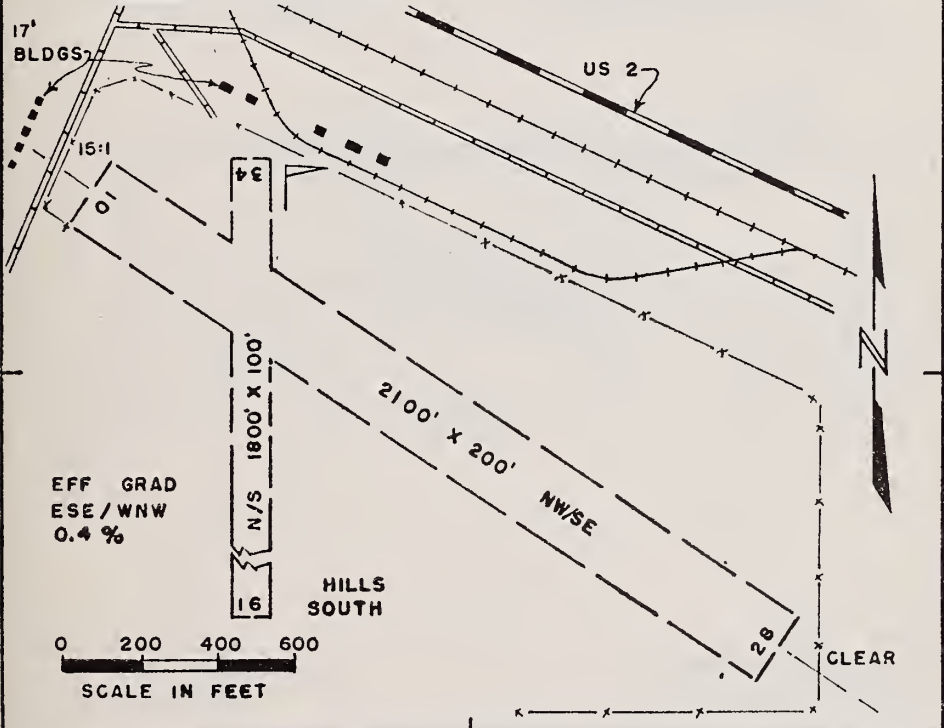 17'
BLDGS
US 2
15:1
10
34
N
N/S 1800' X 100'
2100' X 200'
NW/SE
EFF GRAD
ESE/WNW
0.4 %
HILLS
SOUTH
16
28
CLEAR
0 200 400 600
SCALE IN FEET